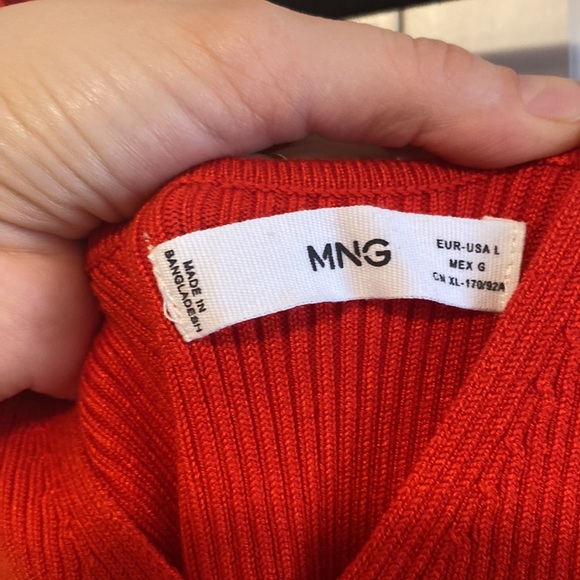 MADE IN
BANGLADESH
MNG
EUR-USA L
MEX G
CN XL-170/92A